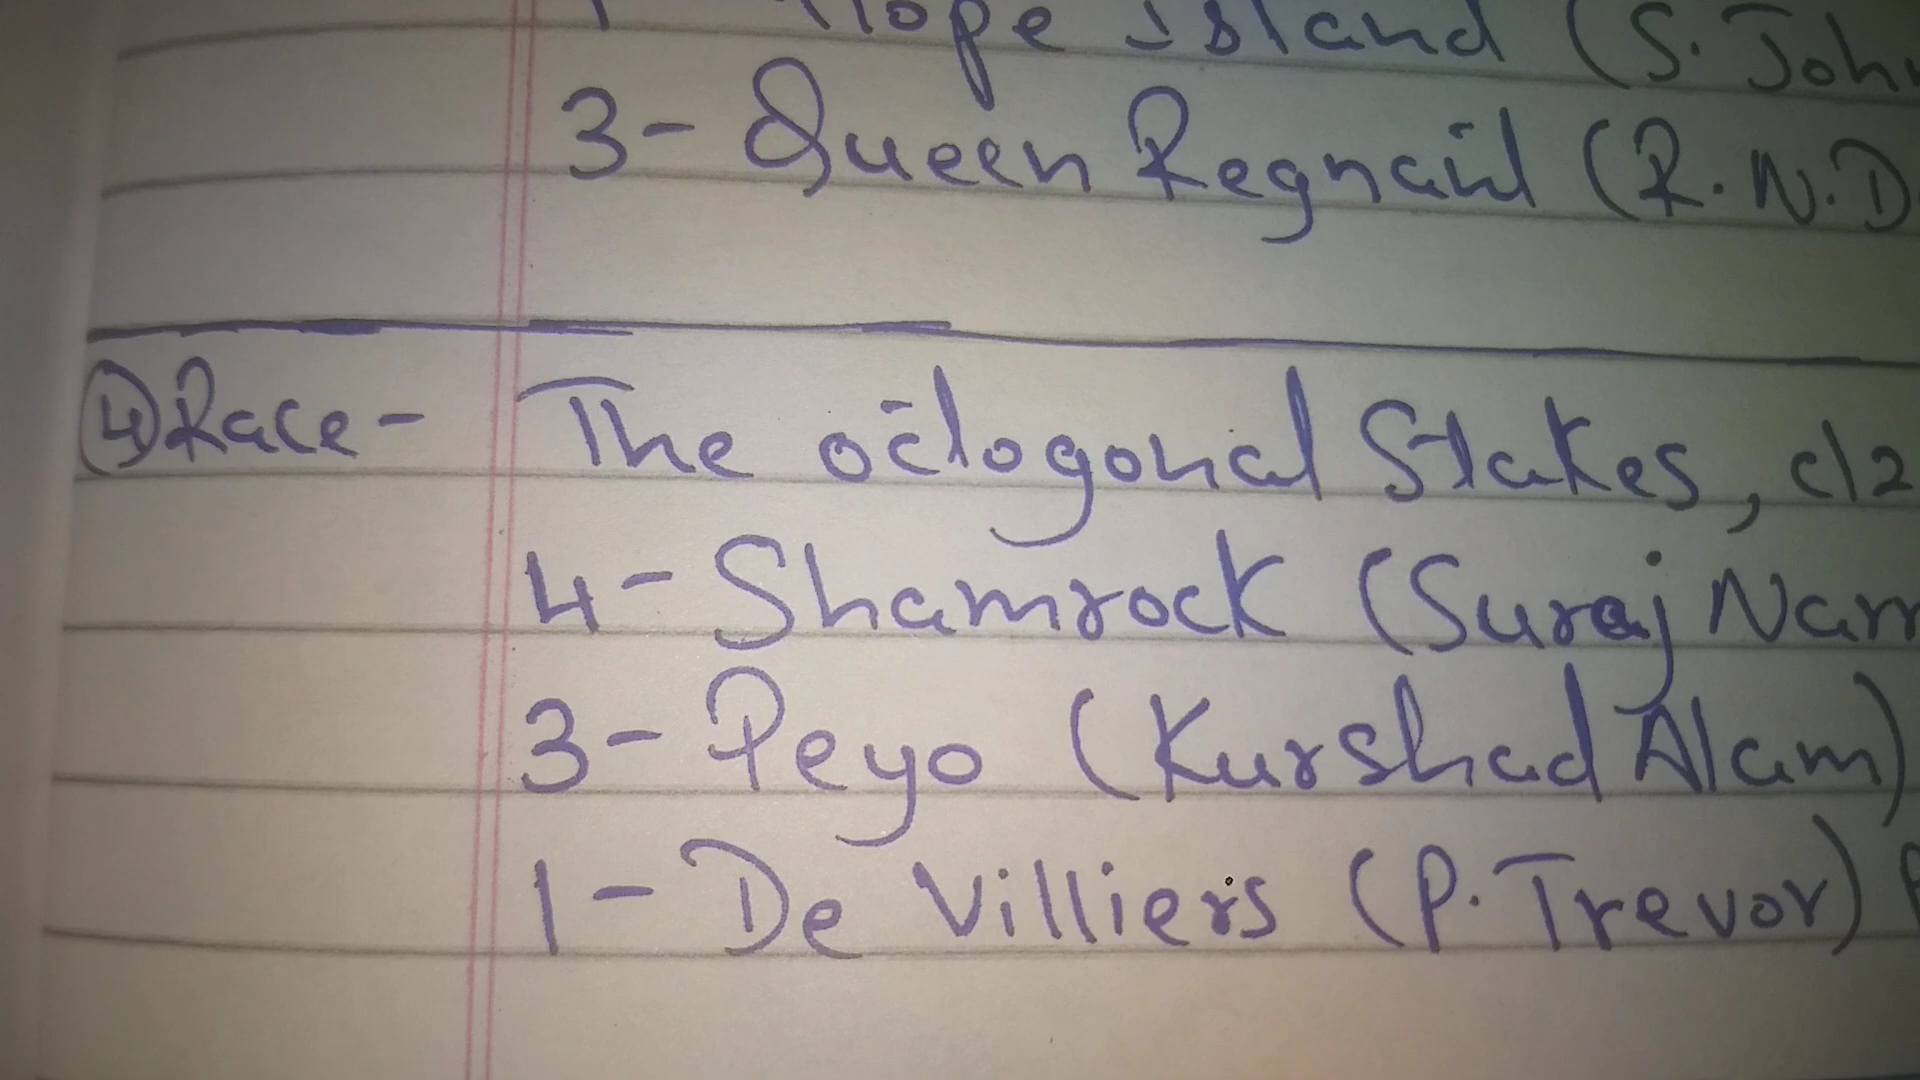 Hope Island (S. John
3- Queen Regnant (R.N.D
④ Race- The octogonal Stakes, cl2
4- Shamrock (Suraj Narr
3- Peyo (Kurshad Alam)
1- De Villiers (P. Trevor)